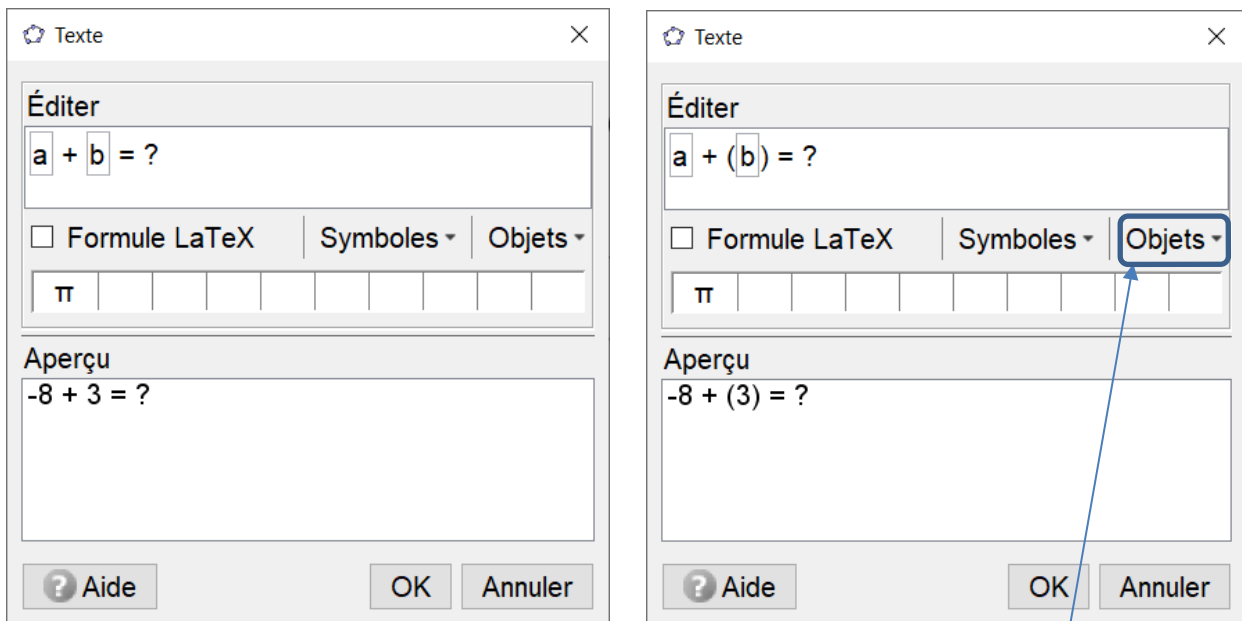 Texte
Éditer
a + b = ?
Formule LaTeX Symboles Objets
π
Aperçu
-8 + 3 = ?
Aide OK Annuler
Texte
Éditer
a + (b) = ?
Formule LaTeX Symboles Objets
π
Aperçu
-8 + (3) = ?
Aide OK Annuler